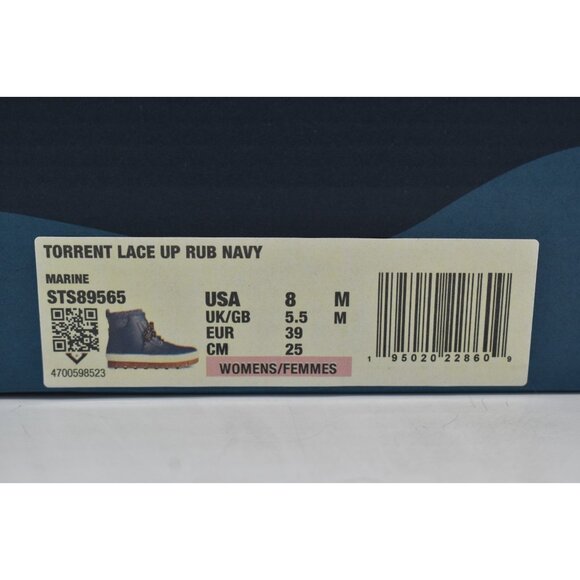 TORRENT LACE UP RUB NAVY
MARINE
STS89565
4700598523
USA 8 M
UK/GB 5.5 M
EUR 39
CM 25
WOMENS/FEMMES
1 95020 22860 9